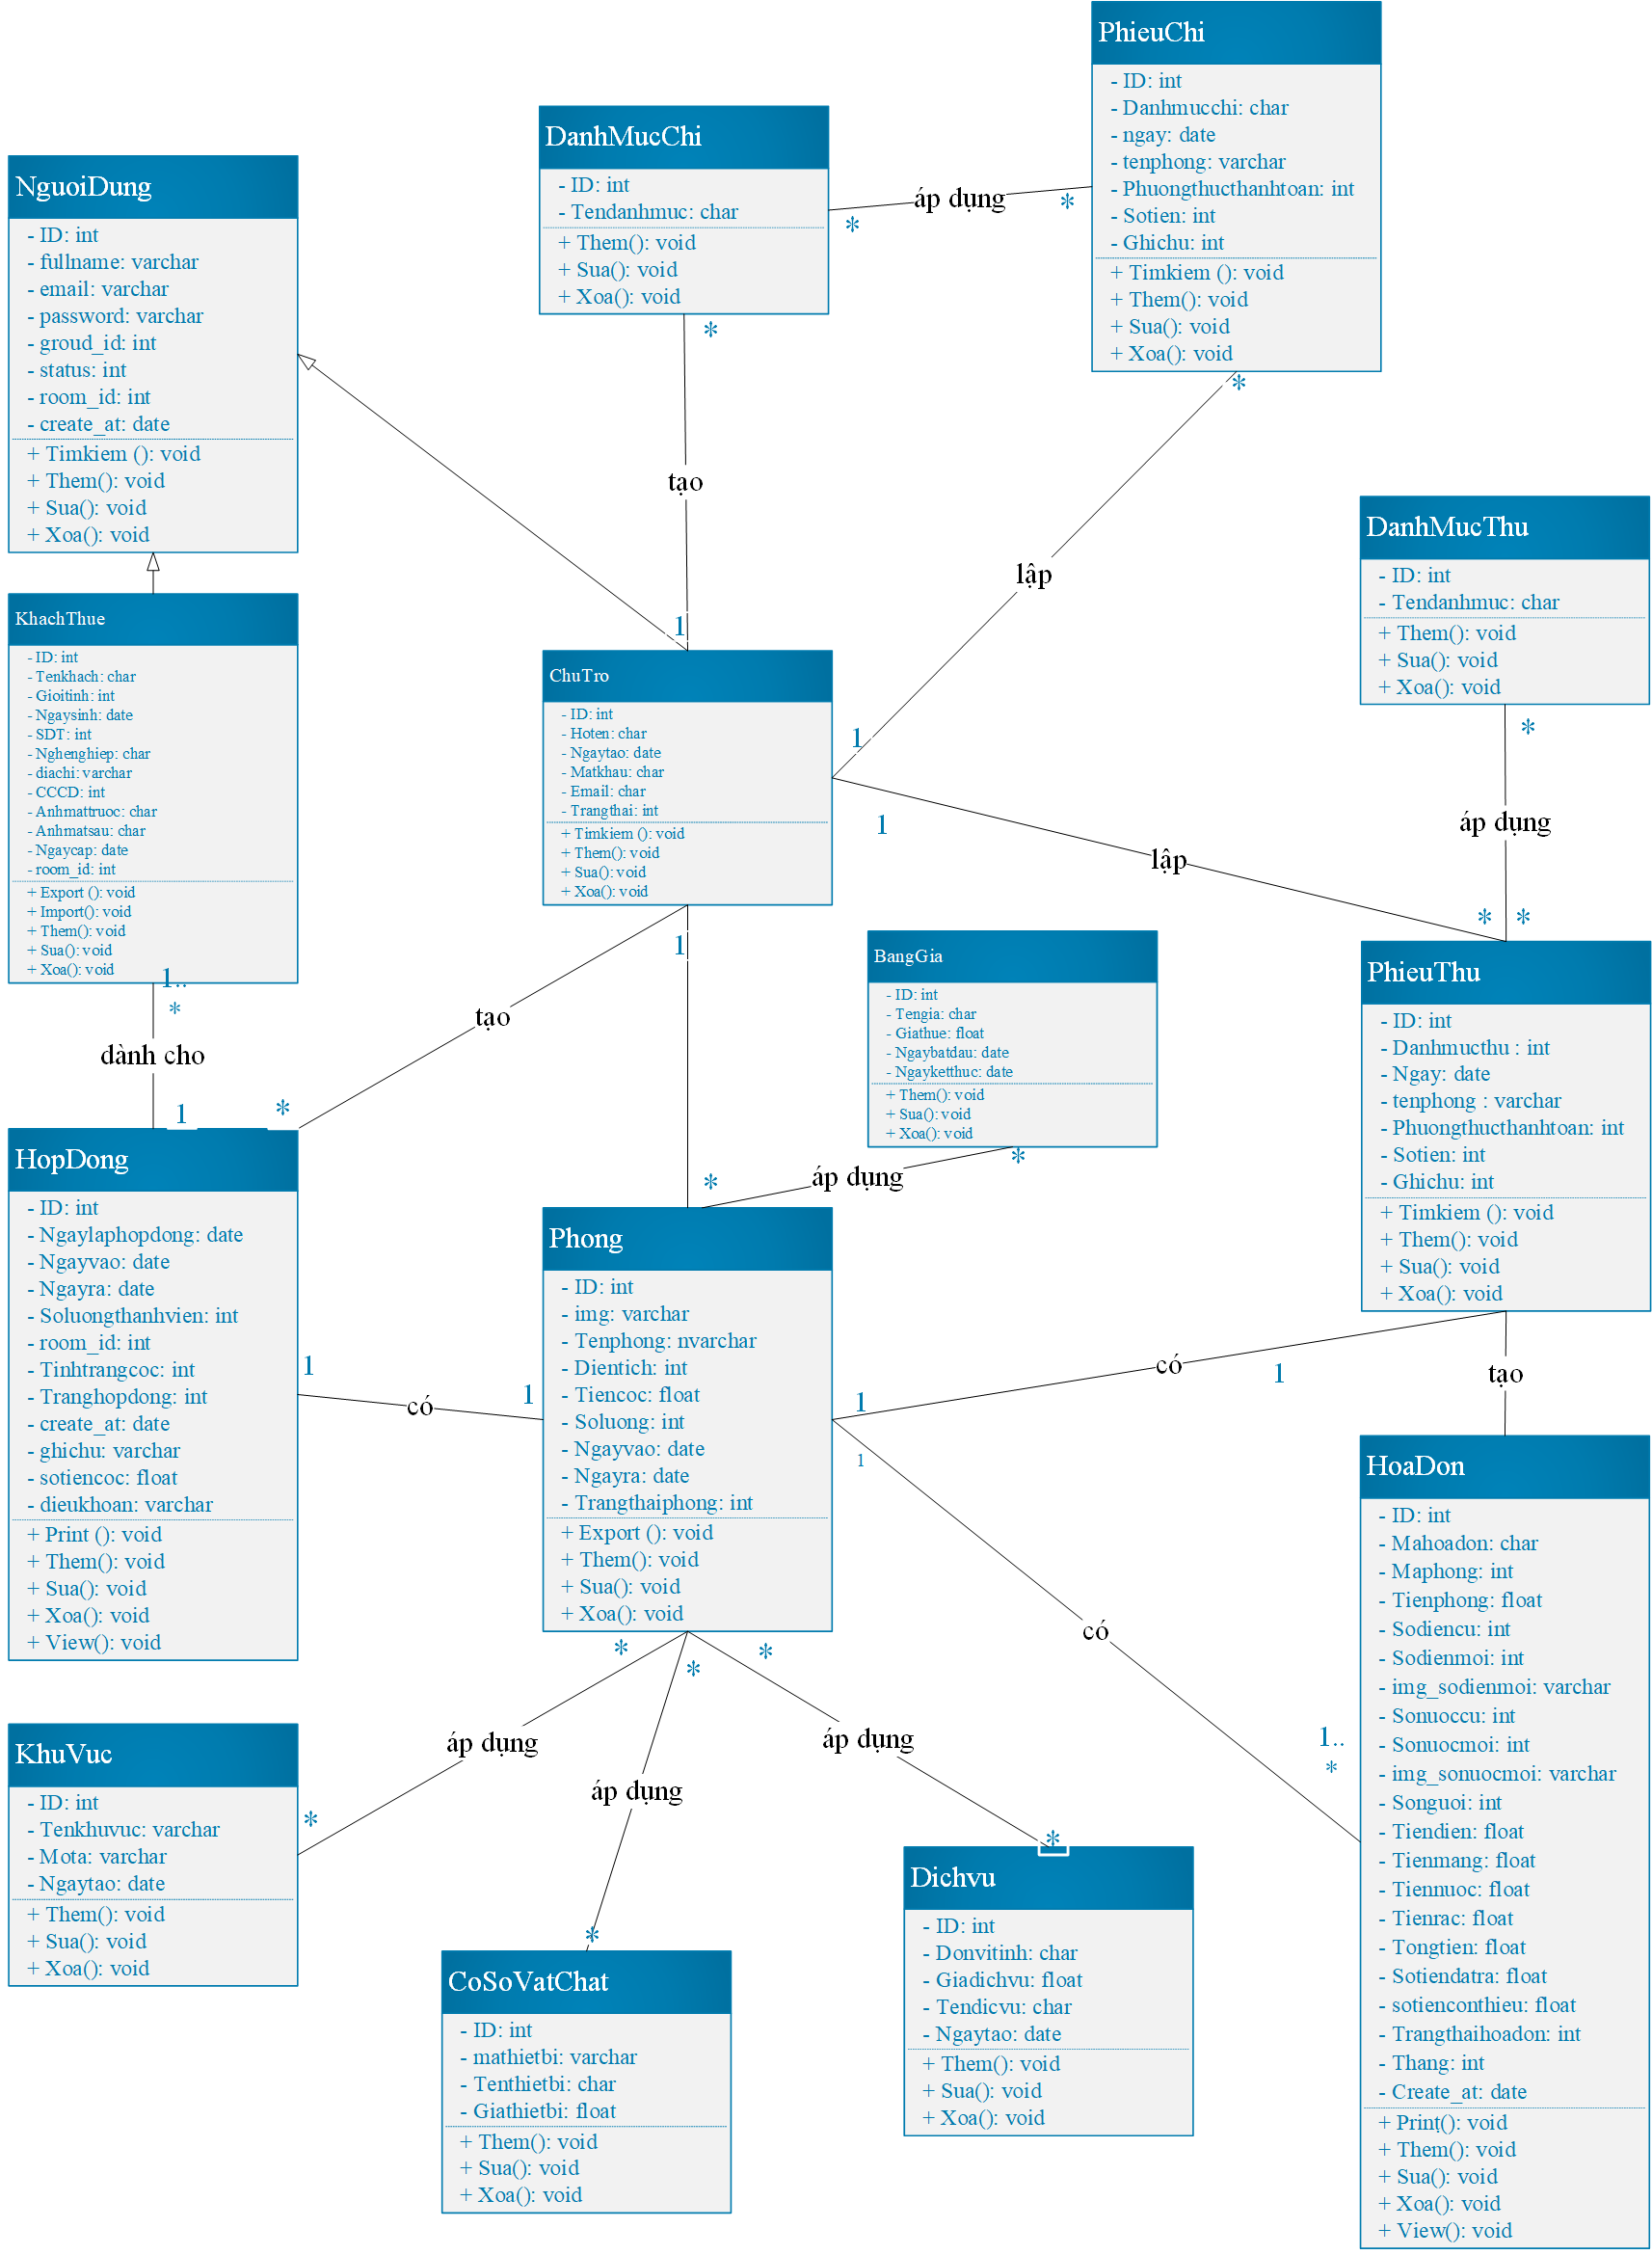 PhieuChi
- ID: int
- Danhmucchi: char
- ngay: date
- tenphong: varchar
- Phuongthucthanhtoan: int
- Sotien: int
- Ghichu: int
+ Timkiem (): void
+ Them(): void
+ Sua(): void
+ Xoa(): void
*
DanhMucChi
- ID: int
- Tendanhmuc: char
+ Them(): void
+ Sua(): void
+ Xoa(): void
*
áp dụng
*
*
NguoiDung
- ID: int
- fullname: varchar
- email: varchar
- password: varchar
- groud_id: int
- status: int
- room_id: int
- create_at: date
+ Timkiem (): void
+ Them(): void
+ Sua(): void
+ Xoa(): void
tạo
1
lập
1
DanhMucThu
- ID: int
- Tendanhmuc: char
+ Them(): void
+ Sua(): void
+ Xoa(): void
*
áp dụng
*
KhachThue
- ID: int
- Tenkhach: char
- Gioitinh: int
- Ngaysinh: date
- SDT: int
- Nghenghiep: char
- diachi: varchar
- CCCD: int
- Anhmattruoc: char
- Anhmatsau: char
- Ngaycap: date
- room_id: int
+ Export (): void
+ Import(): void
+ Them(): void
+ Sua(): void
+ Xoa(): void
1..
*
dành cho
1
ChuTro
- ID: int
- Hoten: char
- Ngaytao: date
- Matkhau: char
- Email: char
- Trangthai: int
+ Timkiem (): void
+ Them(): void
+ Sua(): void
+ Xoa(): void
1
lập
*
1
tạo
*
*
BangGia
- ID: int
- Tengia: char
- Giathue: float
- Ngaybatdau: date
- Ngayketthuc: date
+ Them(): void
+ Sua(): void
+ Xoa(): void
*
áp dụng
PhieuThu
- ID: int
- Danhmucthu : int
- Ngay: date
- tenphong : varchar
- Phuongthucthanhtoan: int
- Sotien: int
- Ghichu: int
+ Timkiem (): void
+ Them(): void
+ Sua(): void
+ Xoa(): void
HopDong
- ID: int
- Ngaylaphopdong: date
- Ngayvao: date
- Ngayra: date
- Soluongthanhvien: int
- room_id: int
- Tinhtrangcoc: int
- Tranghopdong: int
- create_at: date
- ghichu: varchar
- sotiencoc: float
- dieukhoan: varchar
+ Print (): void
+ Them(): void
+ Sua(): void
+ Xoa(): void
+ View(): void
1
có
1
Phong
- ID: int
- img: varchar
- Tenphong: nvarchar
- Dientich: int
- Tiencoc: float
- Soluong: int
- Ngayvao: date
- Ngayra: date
- Trangthaiphong: int
+ Export (): void
+ Them(): void
+ Sua(): void
+ Xoa(): void
1
có
1
tạo
1
có
1..
*
HoaDon
- ID: int
- Mahoadon: char
- Maphong: int
- Tienphong: float
- Sodiencu: int
- Sodienmoi: int
- img_sodienmoi: varchar
- Sonuoccu: int
- Sonuocmoi: int
- img_sonuocmoi: varchar
- Songuoi: int
- Tiendien: float
- Tienmang: float
- Tiennuoc: float
- Tienrac: float
- Tongtien: float
- Sotiendatra: float
- sotienconthieu: float
- Trangthaihoadon: int
- Thang: int
- Create_at: date
+ Prinṭ(): void
+ Them(): void
+ Sua(): void
+ Xoa(): void
+ View(): void
*
*
*
áp dụng
*
áp dụng
*
áp dụng
*
KhuVuc
- ID: int
- Tenkhuvuc: varchar
- Mota: varchar
- Ngaytao: date
+ Them(): void
+ Sua(): void
+ Xoa(): void
CoSoVatChat
- ID: int
- mathietbi: varchar
- Tenthietbi: char
- Giathietbi: float
+ Them(): void
+ Sua(): void
+ Xoa(): void
Dichvu
- ID: int
- Donvitinh: char
- Giadichvu: float
- Tendicvu: char
- Ngaytao: date
+ Them(): void
+ Sua(): void
+ Xoa(): void